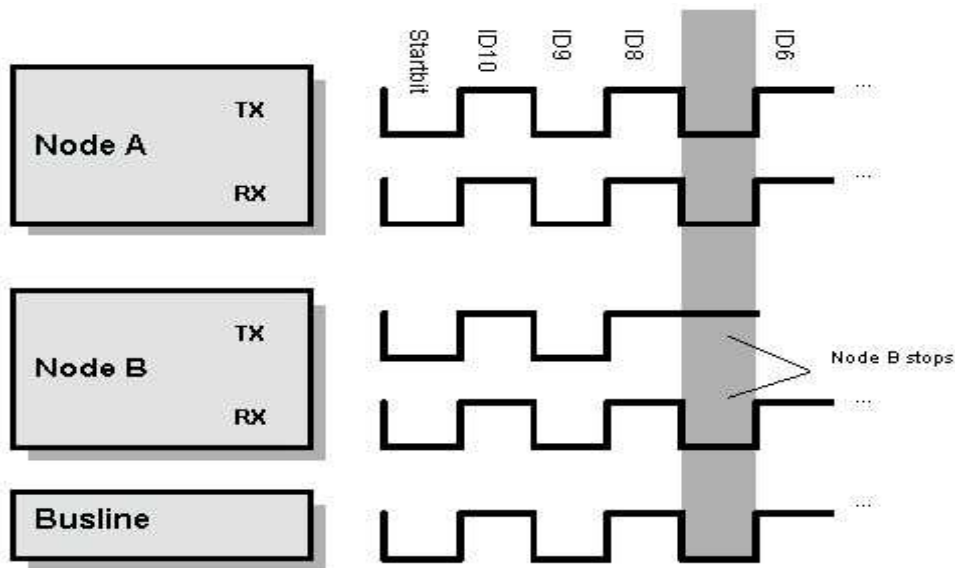 Startbit
ID10
ID9
ID8
ID6
Node A
TX
RX
...
...
Node B
TX
RX
Node B stops
...
Busline
...